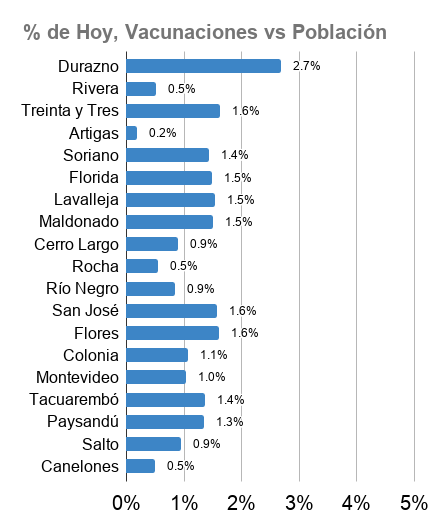 % de Hoy, Vacunaciones vs Población
Durazno 2.7%
Rivera 0.5%
Treinta y Tres 1.6%
Artigas 0.2%
Soriano 1.4%
Florida 1.5%
Lavalleja 1.5%
Maldonado 1.5%
Cerro Largo 0.9%
Rocha 0.5%
Río Negro 0.9%
San José 1.6%
Flores 1.6%
Colonia 1.1%
Montevideo 1.0%
Tacuarembó 1.4%
Paysandú 1.3%
Salto 0.9%
Canelones 0.5%
0% 1% 2% 3% 4% 5%